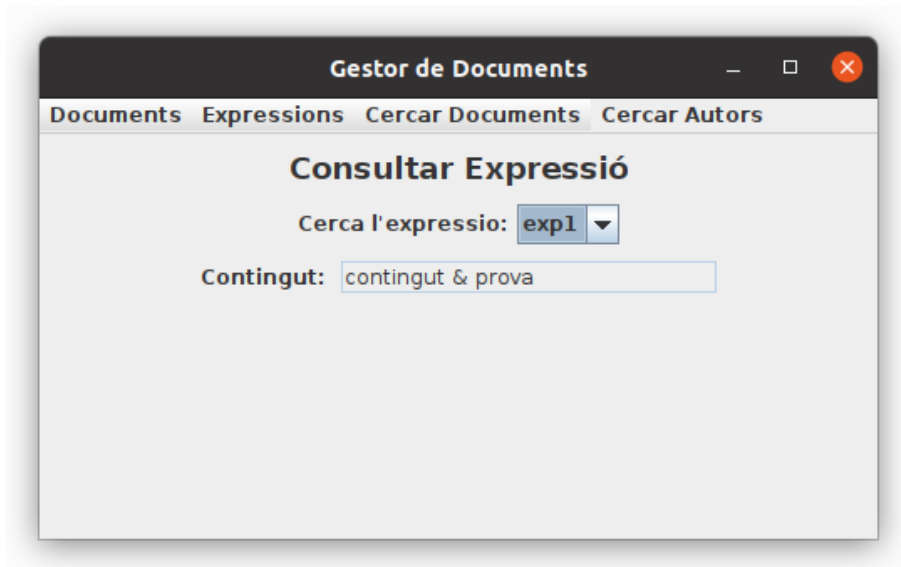 Gestor de Documents
Documents Expressions Cercar Documents Cercar Autors
Consultar Expressió
Cerca l'expressio: exp1
Contingut: contingut & prova